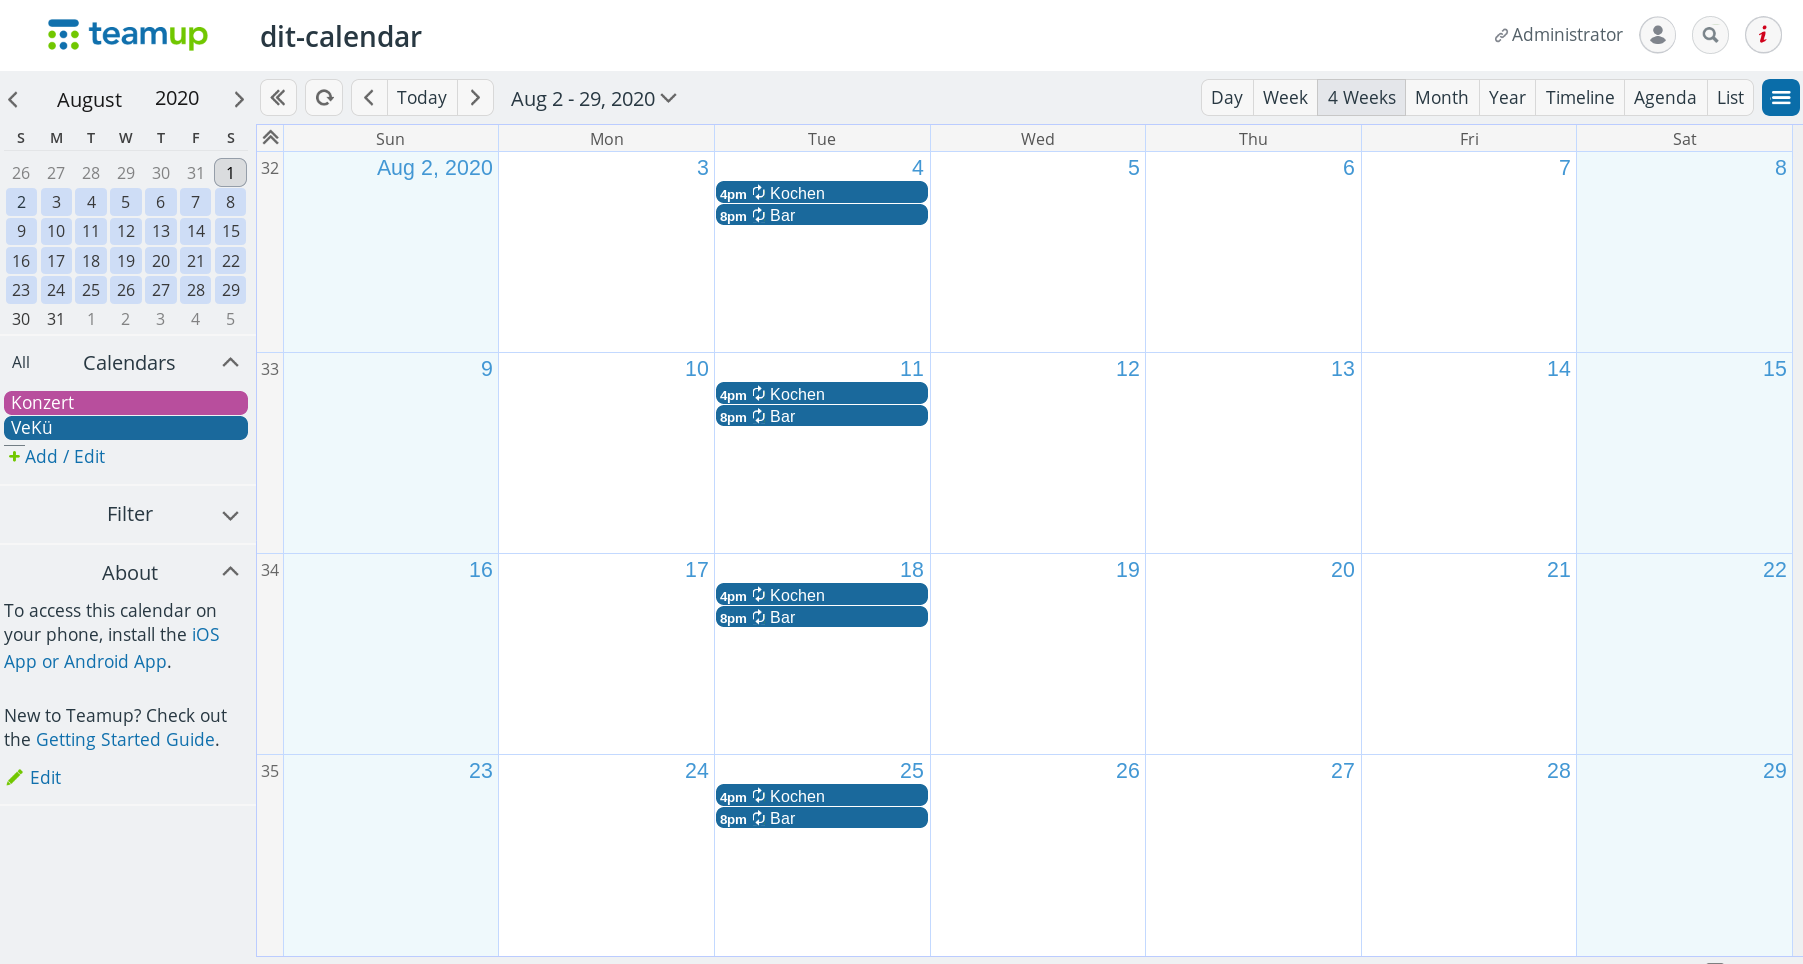 teamup
dit-calendar
Administrator
August 2020
Today
Aug 2 - 29, 2020
Day Week 4 Weeks Month Year Timeline Agenda List
S M T W T F S
26 27 28 29 30 31 1
2 3 4 5 6 7 8
9 10 11 12 13 14 15
16 17 18 19 20 21 22
23 24 25 26 27 28 29
30 31 1 2 3 4 5
All Calendars
Konzert
VeKü
+ Add / Edit
Filter
About
To access this calendar on
your phone, install the iOS
App or Android App.
New to Teamup? Check out
the Getting Started Guide.
Edit
Sun Mon Tue Wed Thu Fri Sat
32 Aug 2, 2020 3 4 5 6 7 8
4pm Kochen
8pm Bar
33 9 10 11 12 13 14 15
4pm Kochen
8pm Bar
34 16 17 18 19 20 21 22
4pm Kochen
8pm Bar
35 23 24 25 26 27 28 29
4pm Kochen
8pm Bar